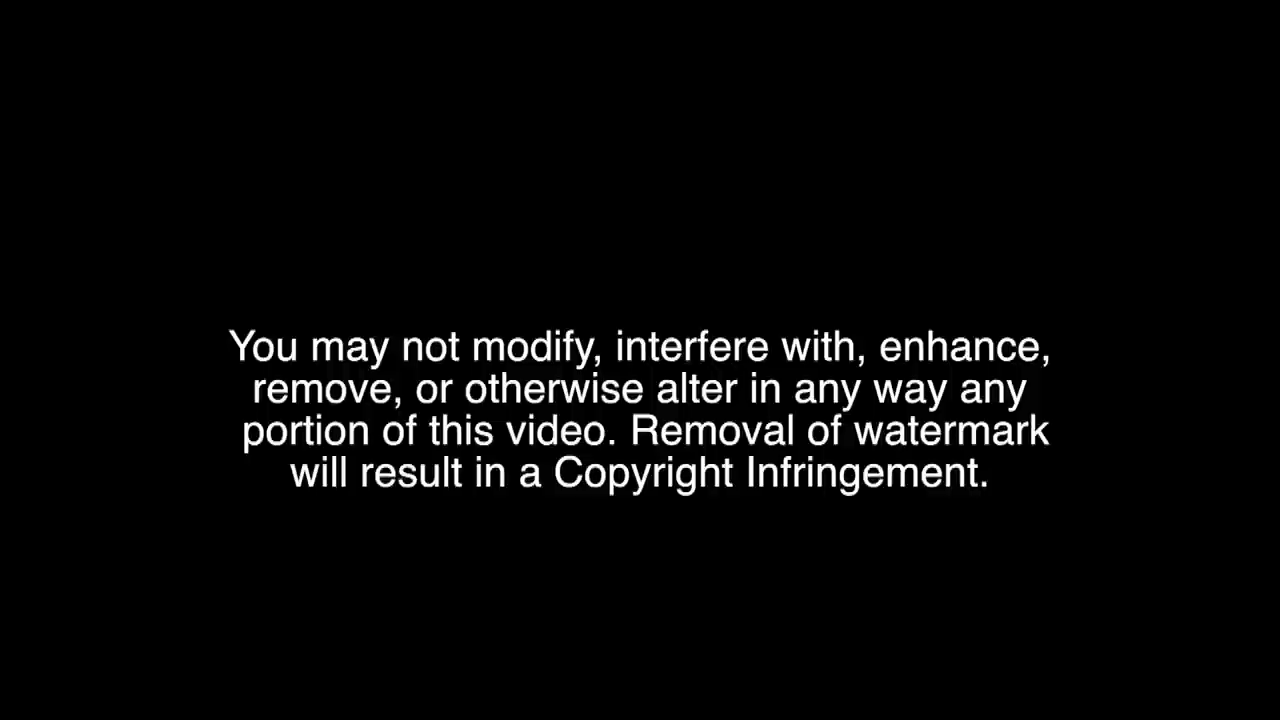 You may not modify, interfere with, enhance,
remove, or otherwise alter in any way any
portion of this video. Removal of watermark
will result in a Copyright Infringement.